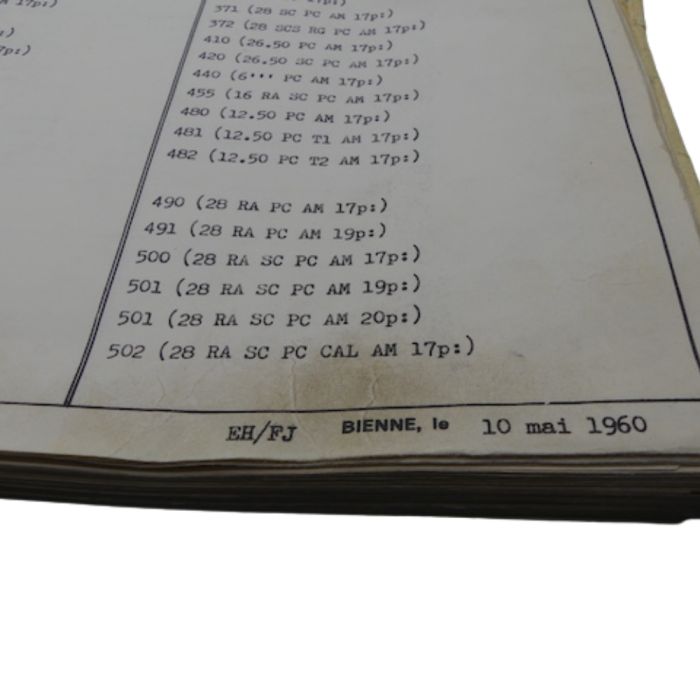 371 (28 SC PC AM 17p:)
372 (28 SCS RG PC AM 17p:)
410 (26.50 PC AM 17p:)
420 (26.50 SC PC AM 17p:)
440 (6''' PC AM 17p:)
455 (16 RA SC PC AM 17p:)
480 (12.50 PC AM 17p:)
481 (12.50 PC T1 AM 17p:)
482 (12.50 PC T2 AM 17p:)
490 (28 RA PC AM 17p:)
491 (28 RA PC AM 19p:)
500 (28 RA SC PC AM 17p:)
501 (28 RA SC PC AM 19p:)
501 (28 RA SC PC AM 20p:)
502 (28 RA SC PC CAL AM 17p:)
EH/FJ BIENNE, le 10 mai 1960